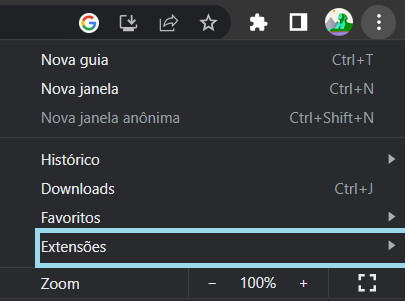 G
Nova guia Ctrl+T
Nova janela Ctrl+N
Nova janela anônima Ctrl+Shift+N
Histórico
Downloads Ctrl+J
Favoritos
Extensões
Zoom − 100% +